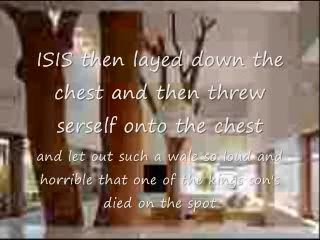 ISIS then layed down the
chest and then threw
serself onto the chest
and let out such a wale so loud and
horrible that one of the kings son's
died on the spot